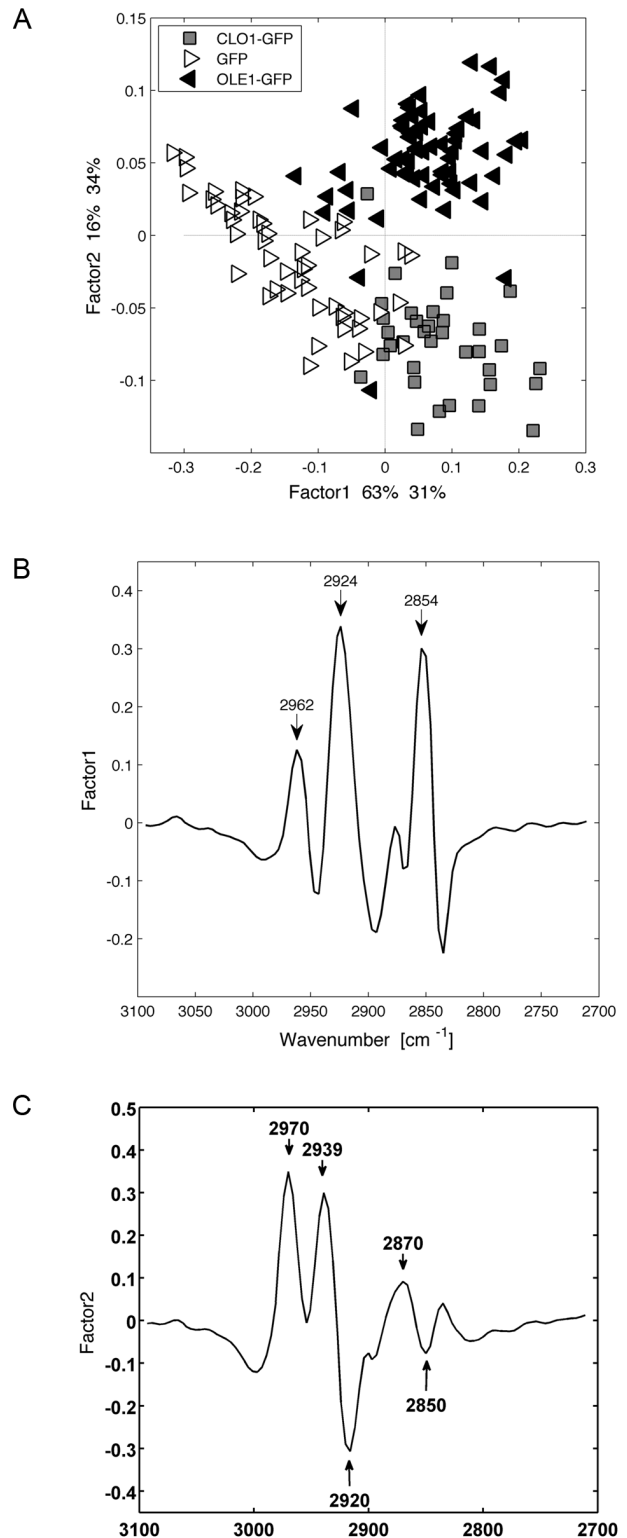 A
CLO1-GFP
GFP
OLE1-GFP
0.15
0.1
0.05
0
-0.05
-0.1
Factor2 16% 34%
-0.3 -0.2 -0.1 0 0.1 0.2 0.3
Factor1 63% 31%
B
2924
2854
2962
0.4
0.3
0.2
0.1
0
-0.1
-0.2
Factor1
3100 3050 3000 2950 2900 2850 2800 2750 2700
Wavenumber [cm -1]
C
2970
2939
2870
2850
2920
0.5
0.4
0.3
0.2
0.1
0
-0.1
-0.2
-0.3
-0.4
Factor2
3100 3000 2900 2800 2700